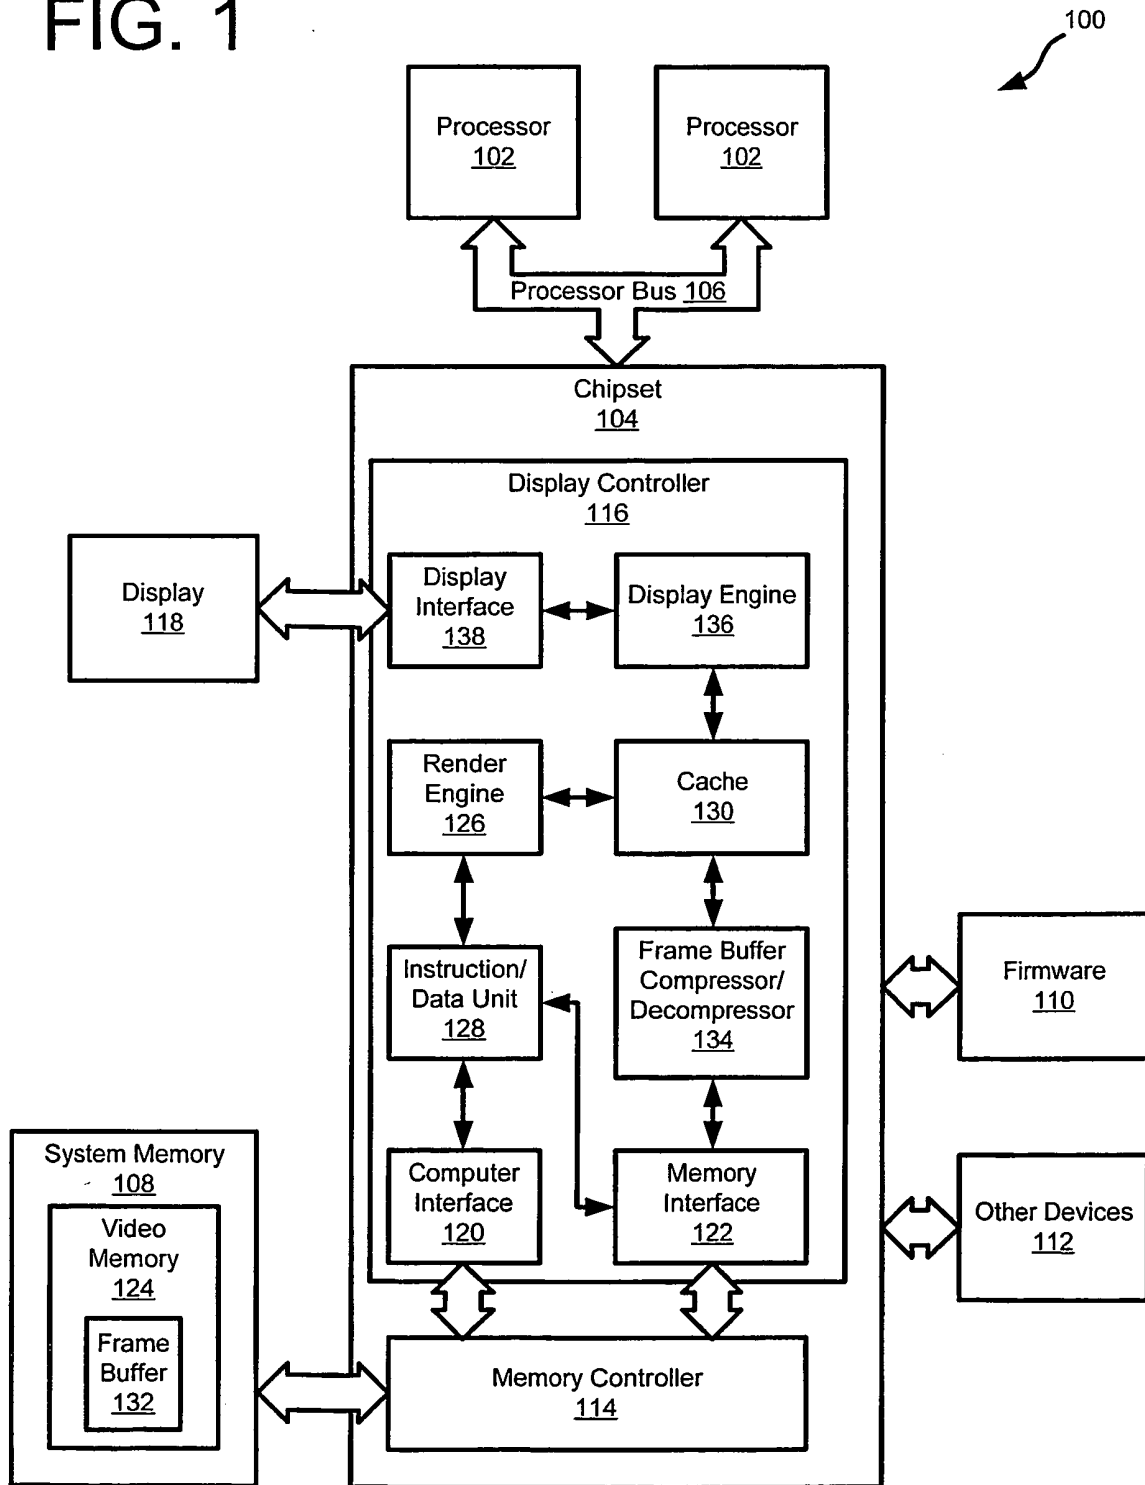 FIG. 1
100
Processor
102
Processor
102
Processor Bus 106
Chipset
104
Display Controller
116
Display
118
Display
Interface
138
Display Engine
136
Render
Engine
126
Cache
130
Instruction/
Data Unit
128
Frame Buffer
Compressor/
Decompressor
134
Firmware
110
System Memory
108
Video
Memory
124
Frame
Buffer
132
Computer
Interface
120
Memory
Interface
122
Other Devices
112
Memory Controller
114